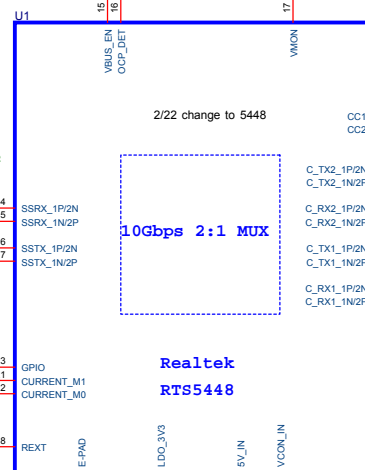 U1
15
16
17
VBUS_EN
OCP_DET
VMON
2/22 change to 5448
CC1
CC2
C_TX2_1P/2N
C_TX2_1N/2P
4 SSRX_1P/2N
5 SSRX_1N/2P
C_RX2_1P/2N
C_RX2_1N/2P
10Gbps 2:1 MUX
6 SSTX_1P/2N
7 SSTX_1N/2P
C_TX1_1P/2N
C_TX1_1N/2P
C_RX1_1P/2N
C_RX1_1N/2P
3 GPIO
1 CURRENT_M1
2 CURRENT_M0
Realtek
RTS5448
8 REXT
E-PAD
LDO_3V3
5V_IN
VCON_IN